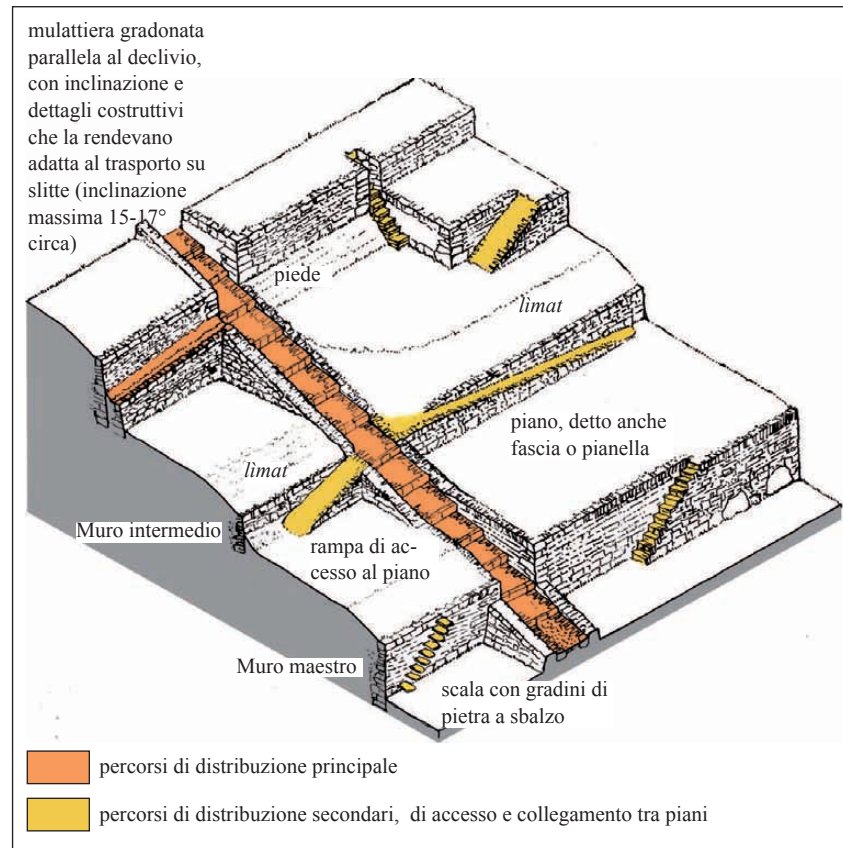 mulattiera gradonata
parallela al declivio,
con inclinazione e
dettagli costruttivi
che la rendevano
adatta al trasporto su
slitte (inclinazione
massima 15-17°
circa)
piede
lìmat
piano, detto anche
fascia o pianella
lìmat
Muro intermedio
rampa di ac-
cesso al piano
Muro maestro
scala con gradini di
pietra a sbalzo
percorsi di distribuzione principale
percorsi di distribuzione secondari, di accesso e collegamento tra piani